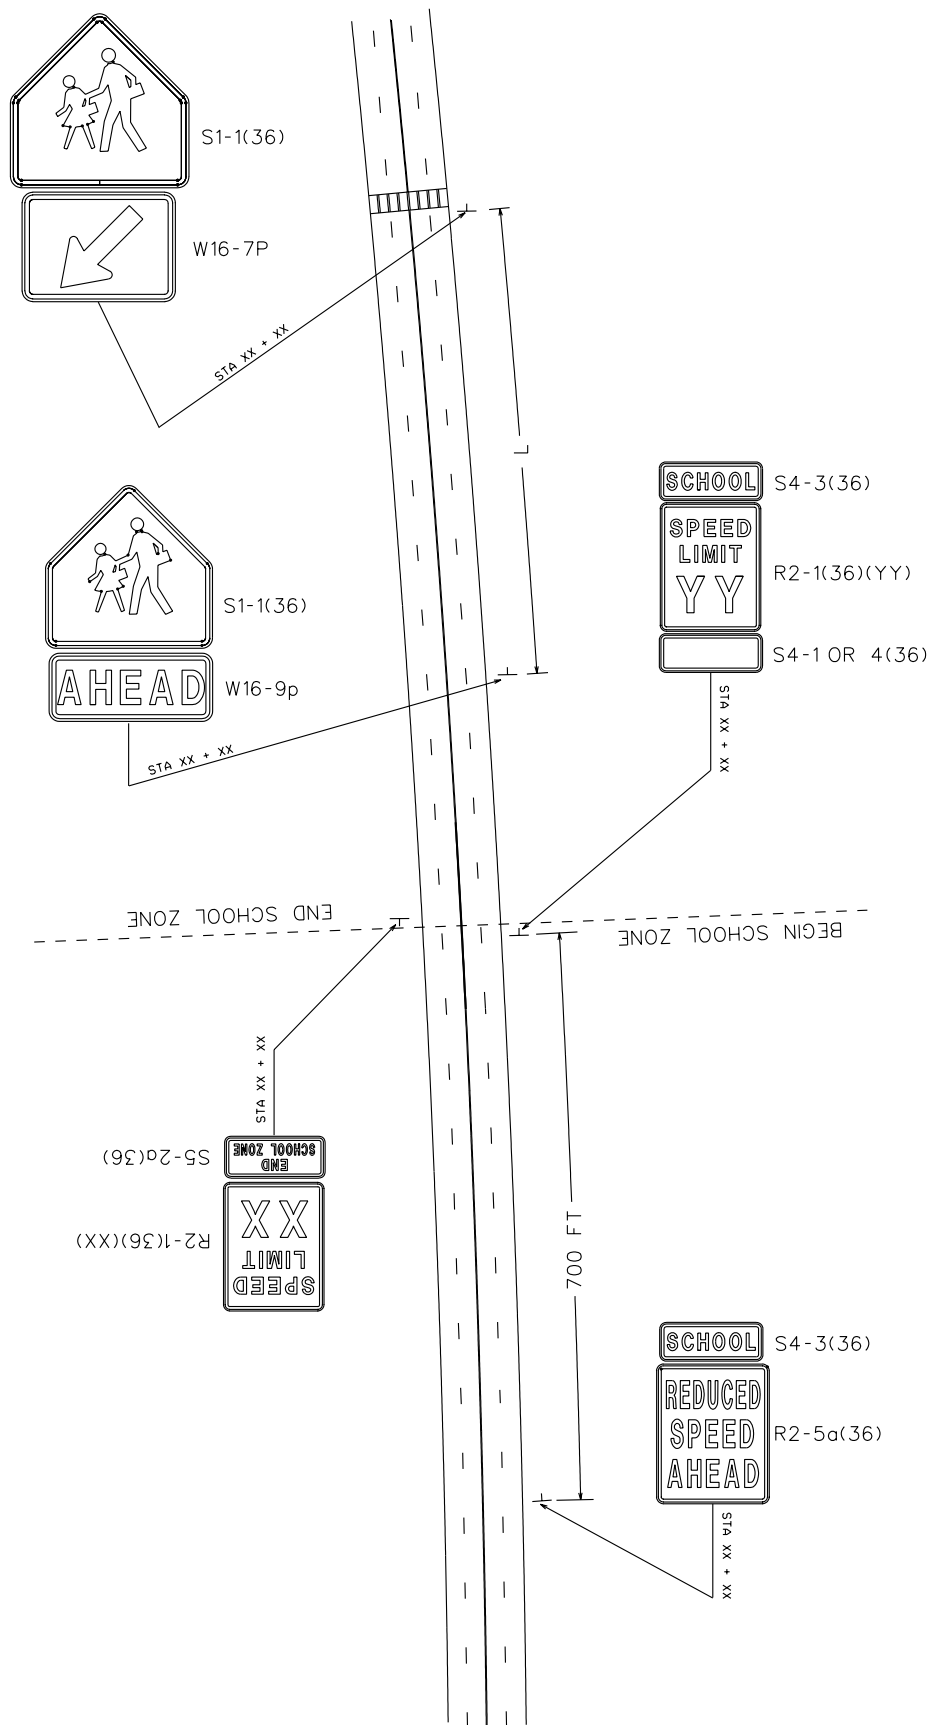 S1-1(36)
W16-7P
STA XX + XX
L
SCHOOL
S4-3(36)
SPEED
LIMIT
YY
R2-1(36)(YY)
S4-1 OR 4(36)
STA XX + XX
S1-1(36)
AHEAD
W16-9p
STA XX + XX
END SCHOOL ZONE
BEGIN SCHOOL ZONE
STA XX + XX
S5-2a(36)
END
SCHOOL ZONE
R2-1(36)(XX)
SPEED
LIMIT
XX
700 FT
SCHOOL
S4-3(36)
REDUCED
SPEED
AHEAD
R2-5a(36)
STA XX + XX